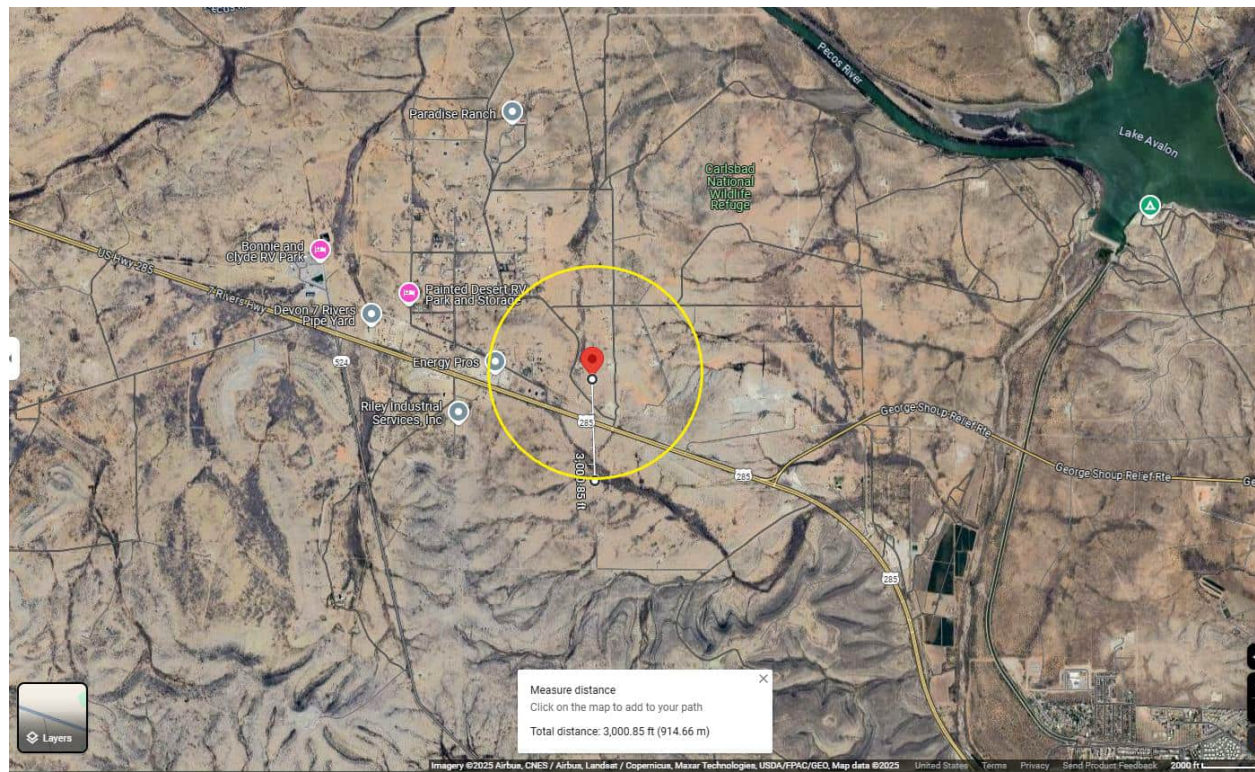 Pecos River
Lake Avalon
Paradise Ranch
Carlsbad
National
Wildlife
Refuge
Bonnie and
Clyde RV Park
US Hwy 285
7 Rivers Hwy
Painted Desert RV
Park and Storage
Devon 7 Rivers
Pipe Yard
524
Energy Pros
Riley Industrial
Services, Inc
285
3,000.85 ft
George Shoup Relief Rte
George Shoup Relief Rte
285
285
Measure distance
Click on the map to add to your path
Total distance: 3,000.85 ft (914.66 m)
Layers
Imagery ©2025 Airbus, CNES / Airbus, Landsat / Copernicus, Maxar Technologies, USDA/FPAC/GEO, Map data ©2025 United States Terms Privacy Send Product Feedback 2000 ft